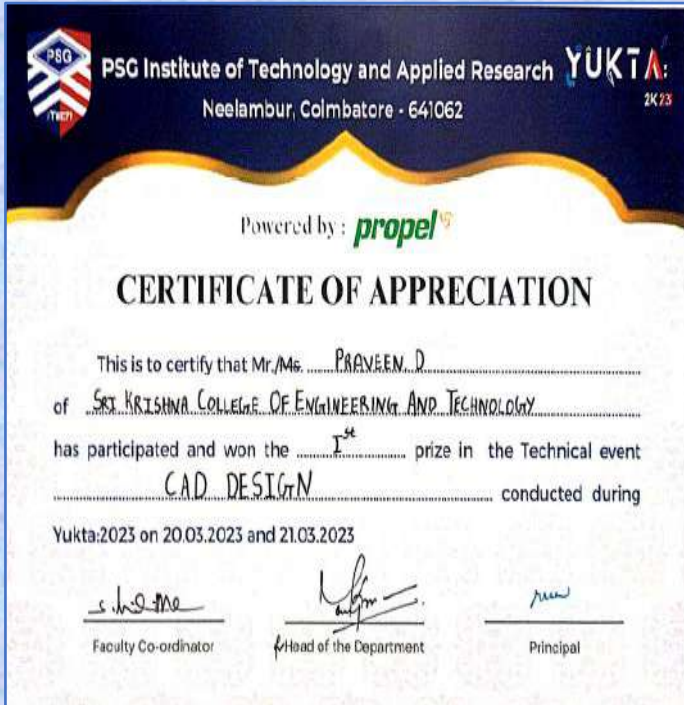 PSG
iTECH
PSG Institute of Technology and Applied Research
YUKTA:
2K23
Neelambur, Coimbatore - 641062
Powered by : propel
CERTIFICATE OF APPRECIATION
This is to certify that Mr./Ms. PRAVEEN. D
of SRI KRISHNA COLLEGE OF ENGINEERING AND TECHNOLOGY
has participated and won the Ist prize in the Technical event
CAD DESIGN conducted during
Yukta:2023 on 20.03.2023 and 21.03.2023
Faculty Co-ordinator
Head of the Department
Principal